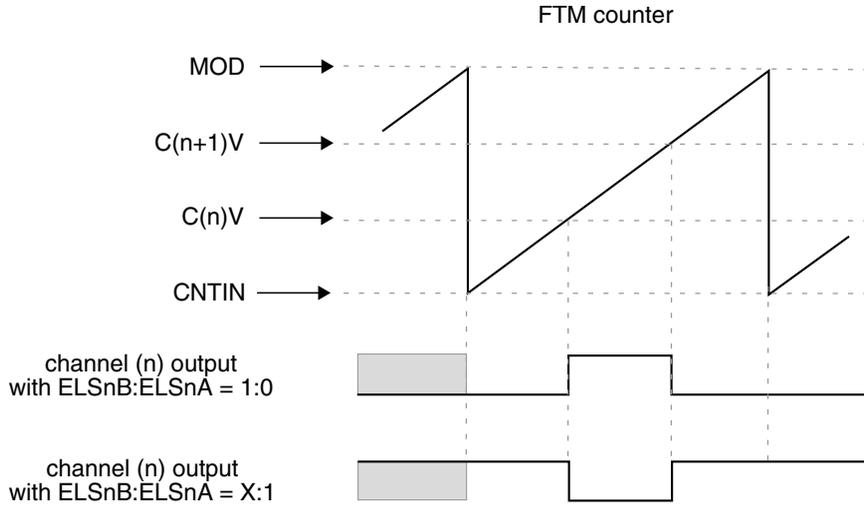 FTM counter
MOD
C(n+1)V
C(n)V
CNTIN
channel (n) output
with ELSnB:ELSnA = 1:0
channel (n) output
with ELSnB:ELSnA = X:1